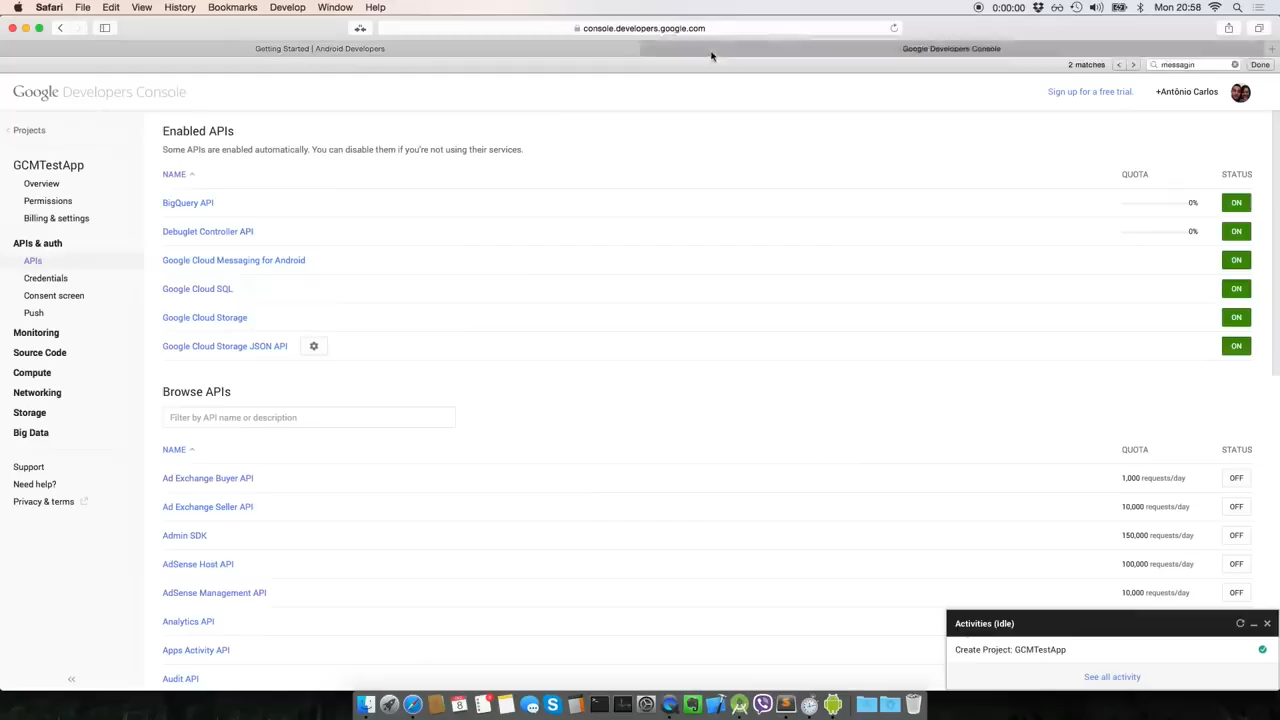 Safari File Edit View History Bookmarks Develop Window Help 0:00:00 Mon 20:58
console.developers.google.com
Getting Started | Android Developers Google Developers Console
2 matches < > messagin Done
Google Developers Console Sign up for a free trial. +Antônio Carlos
< Projects
GCMTestApp
Overview
Permissions
Billing & settings
APIs & auth
APIs
Credentials
Consent screen
Push
Monitoring
Source Code
Compute
Networking
Storage
Big Data
Support
Need help?
Privacy & terms
Enabled APIs
Some APIs are enabled automatically. You can disable them if you're not using their services.
NAME QUOTA STATUS
BigQuery API 0% ON
Debuglet Controller API 0% ON
Google Cloud Messaging for Android ON
Google Cloud SQL ON
Google Cloud Storage ON
Google Cloud Storage JSON API ON
Browse APIs
Filter by API name or description
NAME QUOTA STATUS
Ad Exchange Buyer API 1,000 requests/day OFF
Ad Exchange Seller API 10,000 requests/day OFF
Admin SDK 150,000 requests/day OFF
AdSense Host API 100,000 requests/day OFF
AdSense Management API 10,000 requests/day OFF
Analytics API
Apps Activity API
Audit API
Activities (Idle)
Create Project: GCMTestApp
See all activity
8